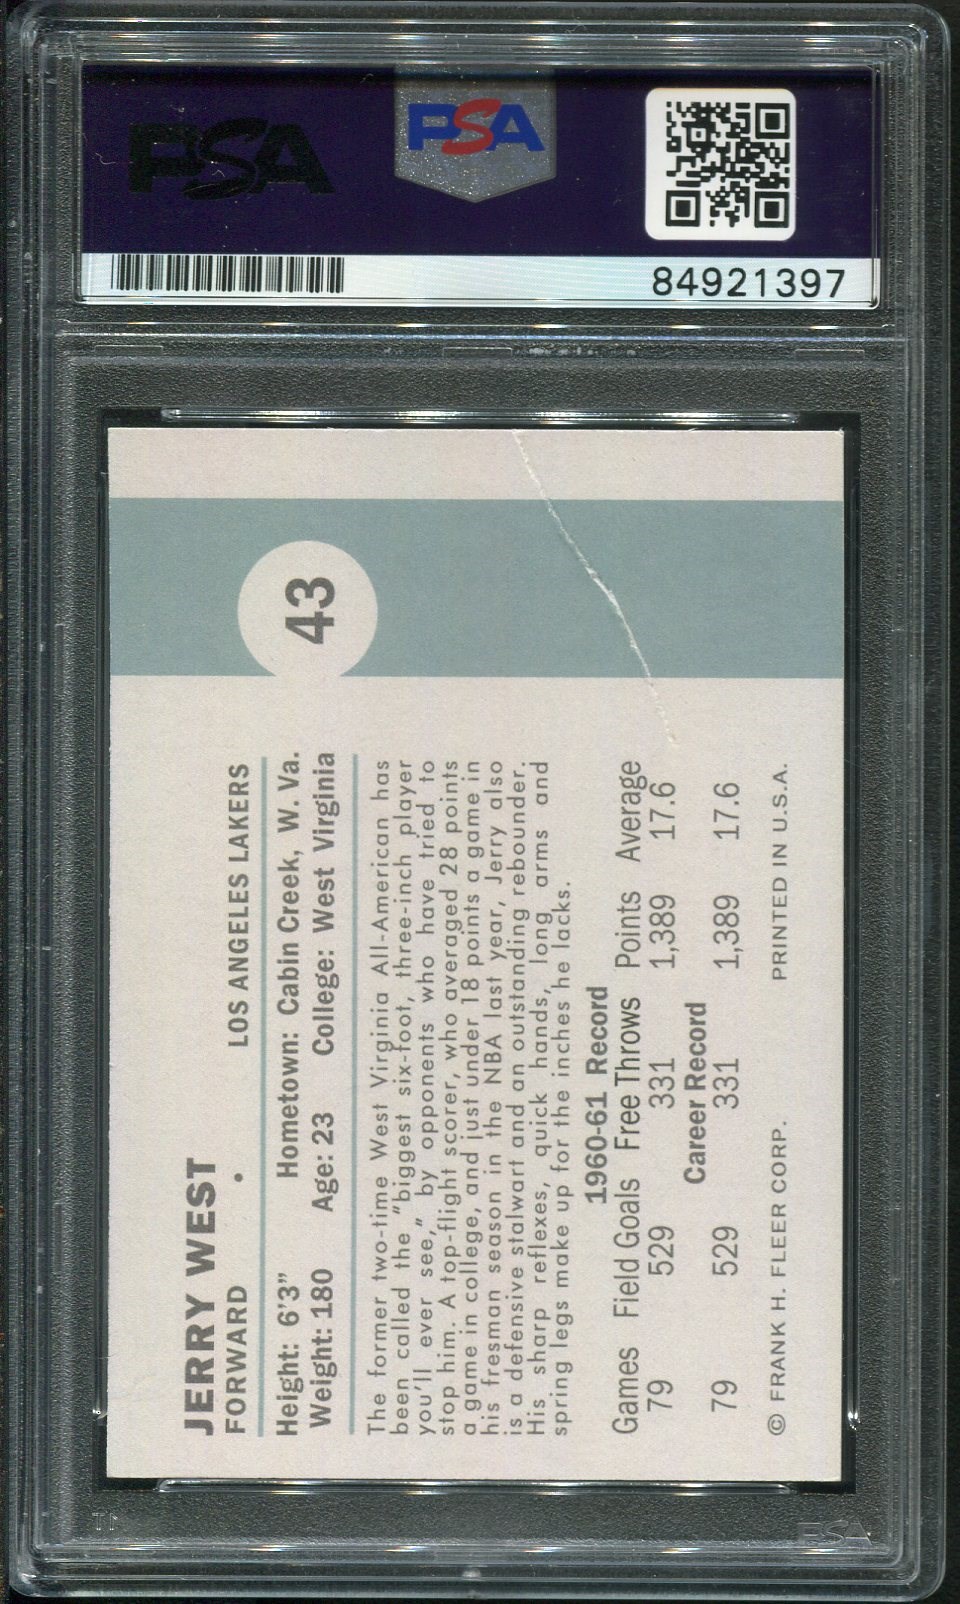 PSA
PSA
84921397
43
JERRY WEST
FORWARD • LOS ANGELES LAKERS
Height: 6'3" Hometown: Cabin Creek, W. Va.
Weight: 180 Age: 23 College: West Virginia
The former two-time West Virginia All-American has
been called the "biggest six-foot, three-inch player
you'll ever see," by opponents who have tried to
stop him. A top-flight scorer, who averaged 28 points
a game in college, and just under 18 points a game in
his fresman season in the NBA last year, Jerry also
is a defensive stalwart and an outstanding rebounder.
His sharp reflexes, quick hands, long arms and
spring legs make up for the inches he lacks.
1960-61 Record
Games Field Goals Free Throws Points Average
79 529 331 1,389 17.6
Career Record
79 529 331 1,389 17.6
© FRANK H. FLEER CORP. PRINTED IN U.S.A.
PSA